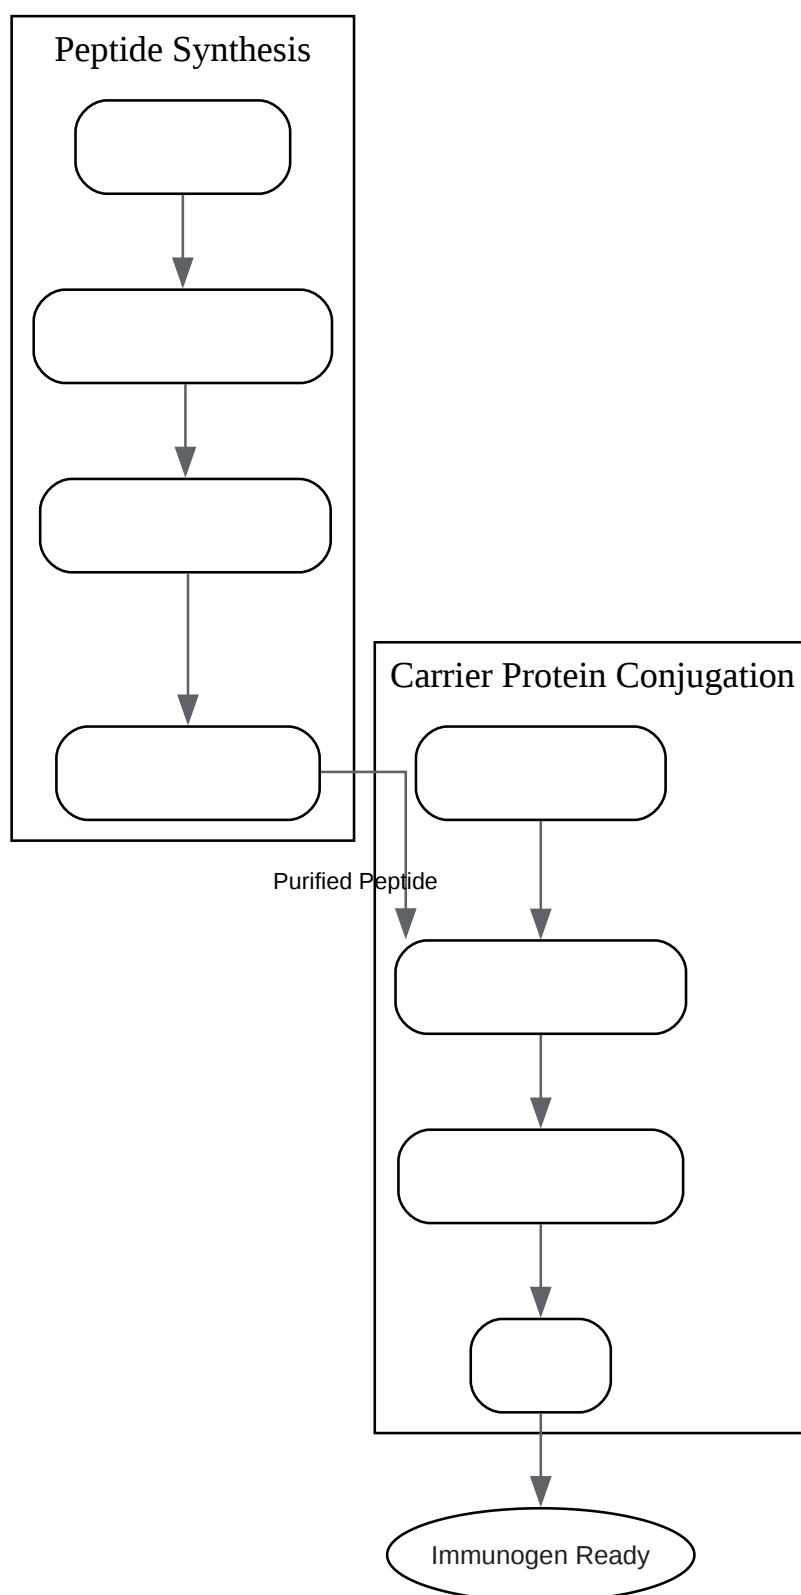 Peptide Synthesis
Carrier Protein Conjugation
Purified Peptide
Immunogen Ready